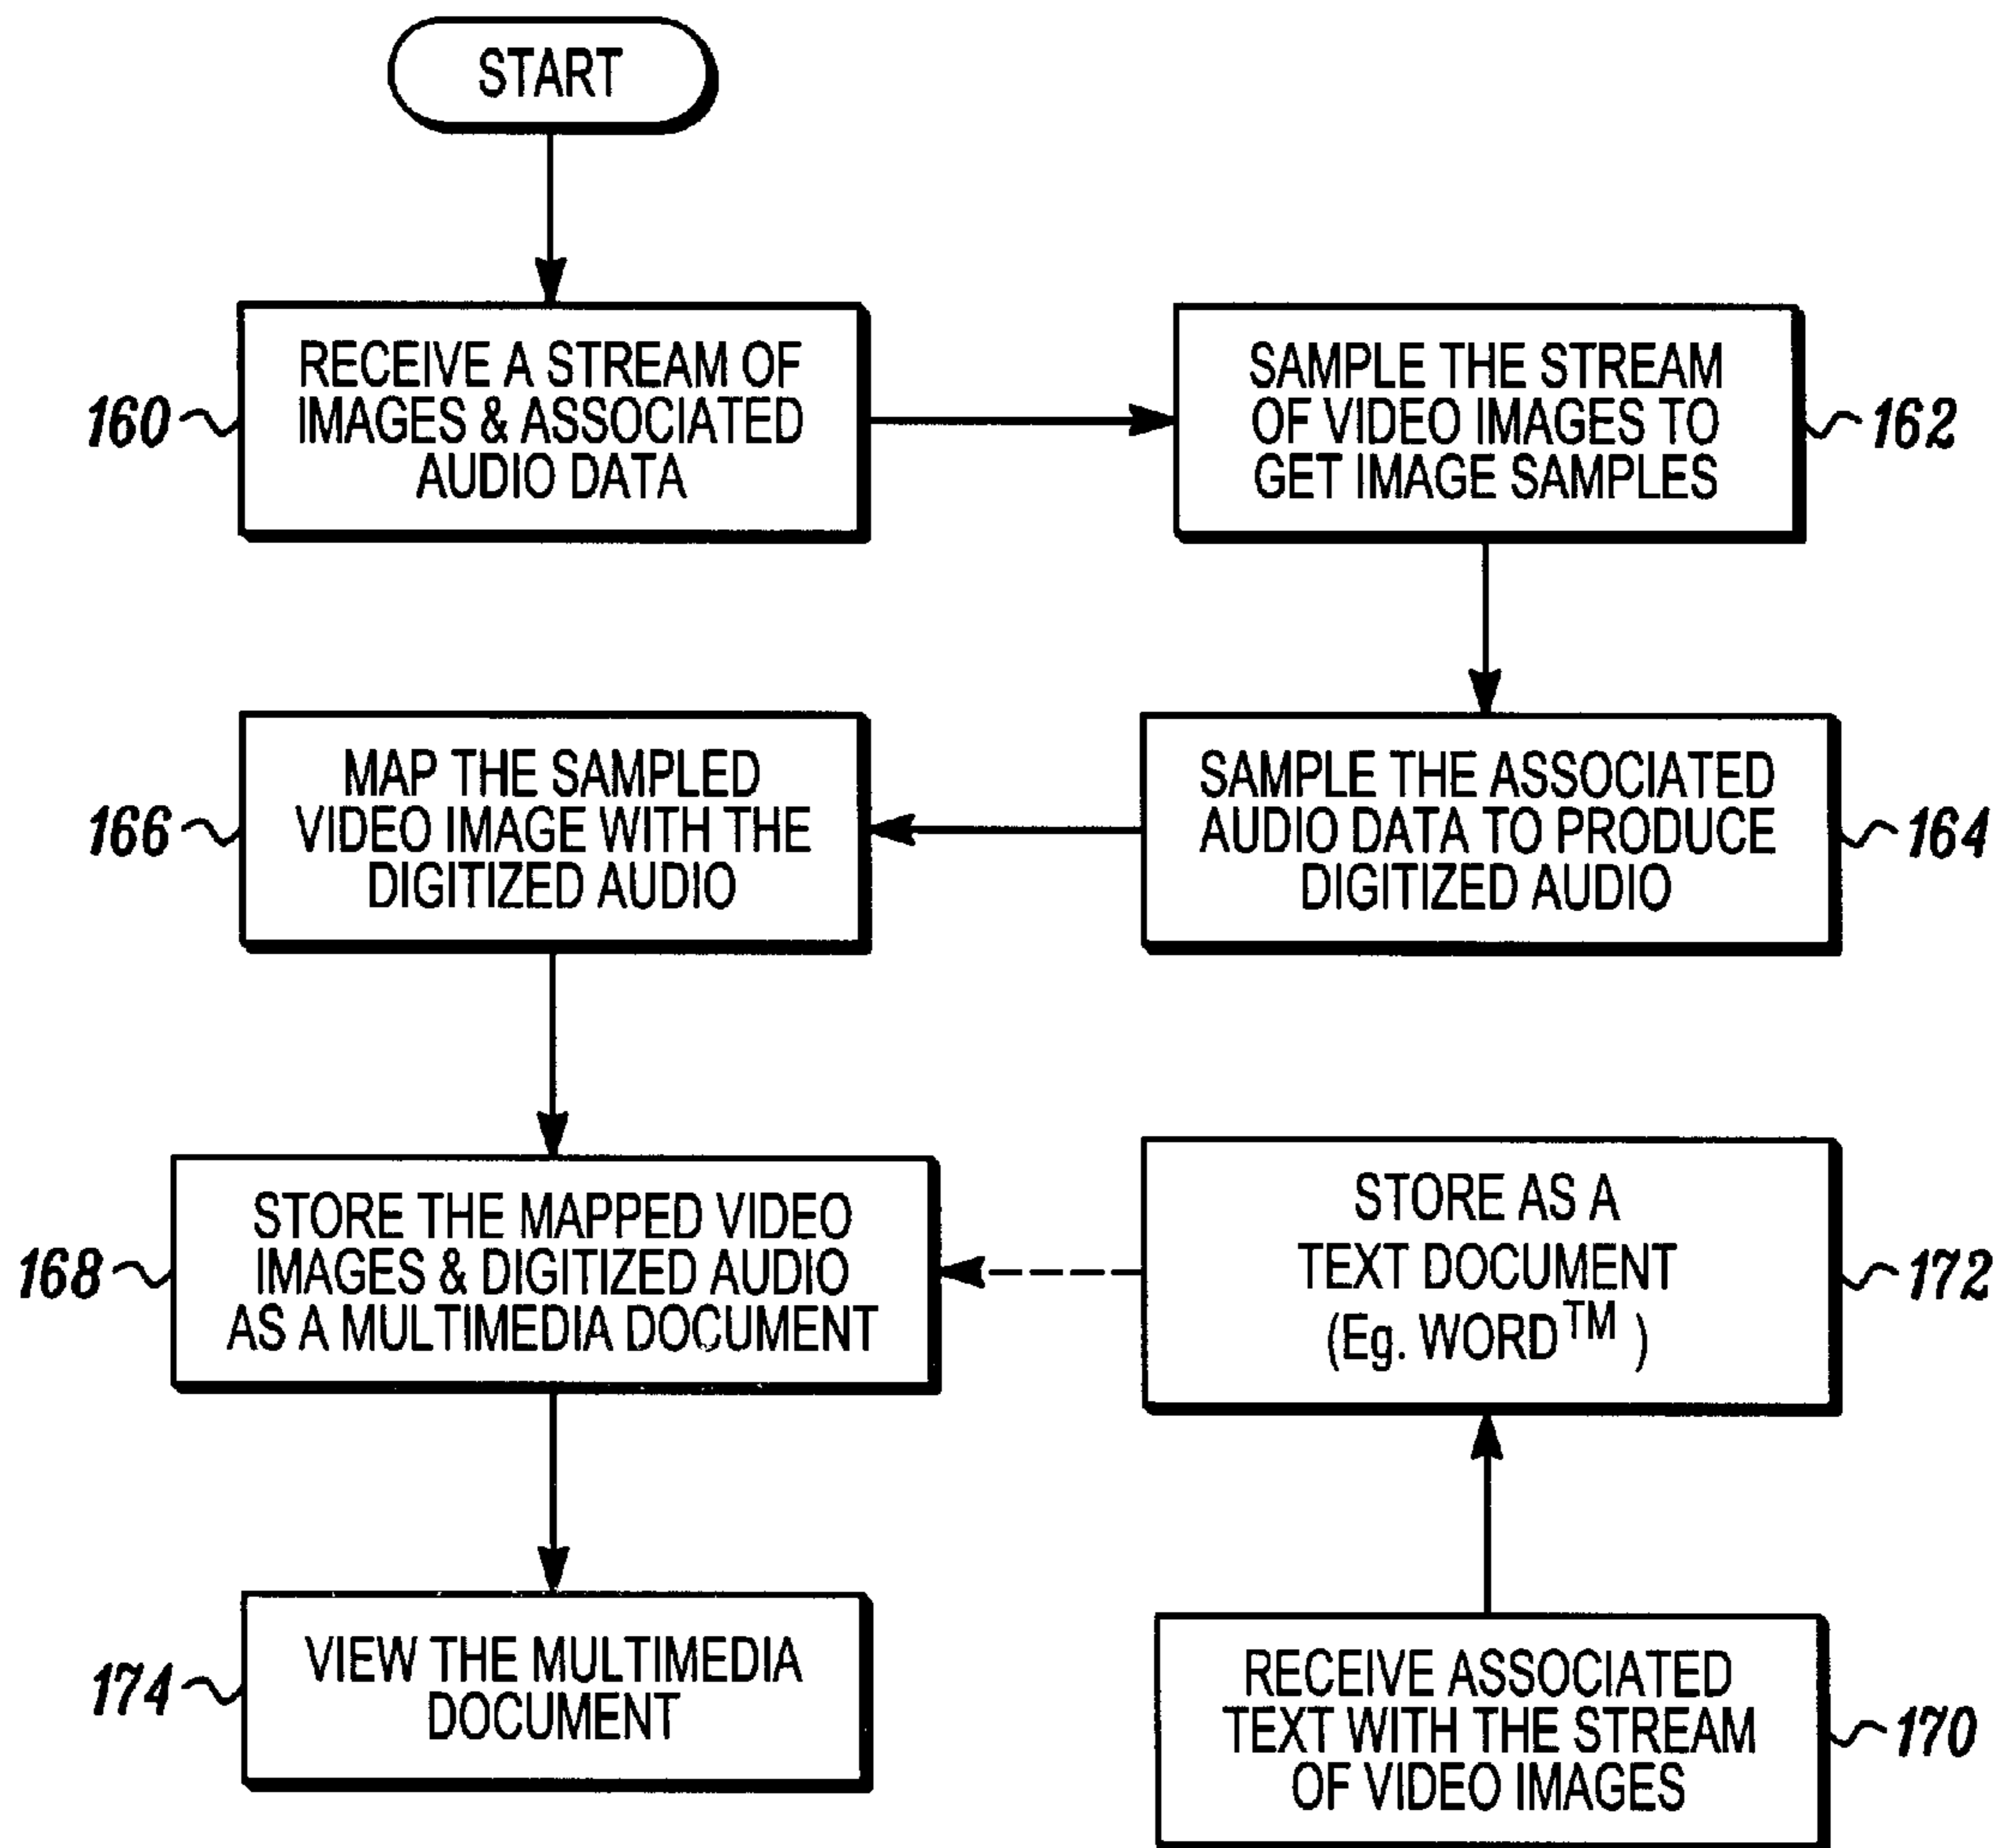 START
RECEIVE A STREAM OF
IMAGES & ASSOCIATED
AUDIO DATA
160
SAMPLE THE STREAM
OF VIDEO IMAGES TO
GET IMAGE SAMPLES
162
MAP THE SAMPLED
VIDEO IMAGE WITH THE
DIGITIZED AUDIO
166
SAMPLE THE ASSOCIATED
AUDIO DATA TO PRODUCE
DIGITIZED AUDIO
164
STORE THE MAPPED VIDEO
IMAGES & DIGITIZED AUDIO
AS A MULTIMEDIA DOCUMENT
168
STORE AS A
TEXT DOCUMENT
(Eg. WORD™ )
172
VIEW THE MULTIMEDIA
DOCUMENT
174
RECEIVE ASSOCIATED
TEXT WITH THE STREAM
OF VIDEO IMAGES
170